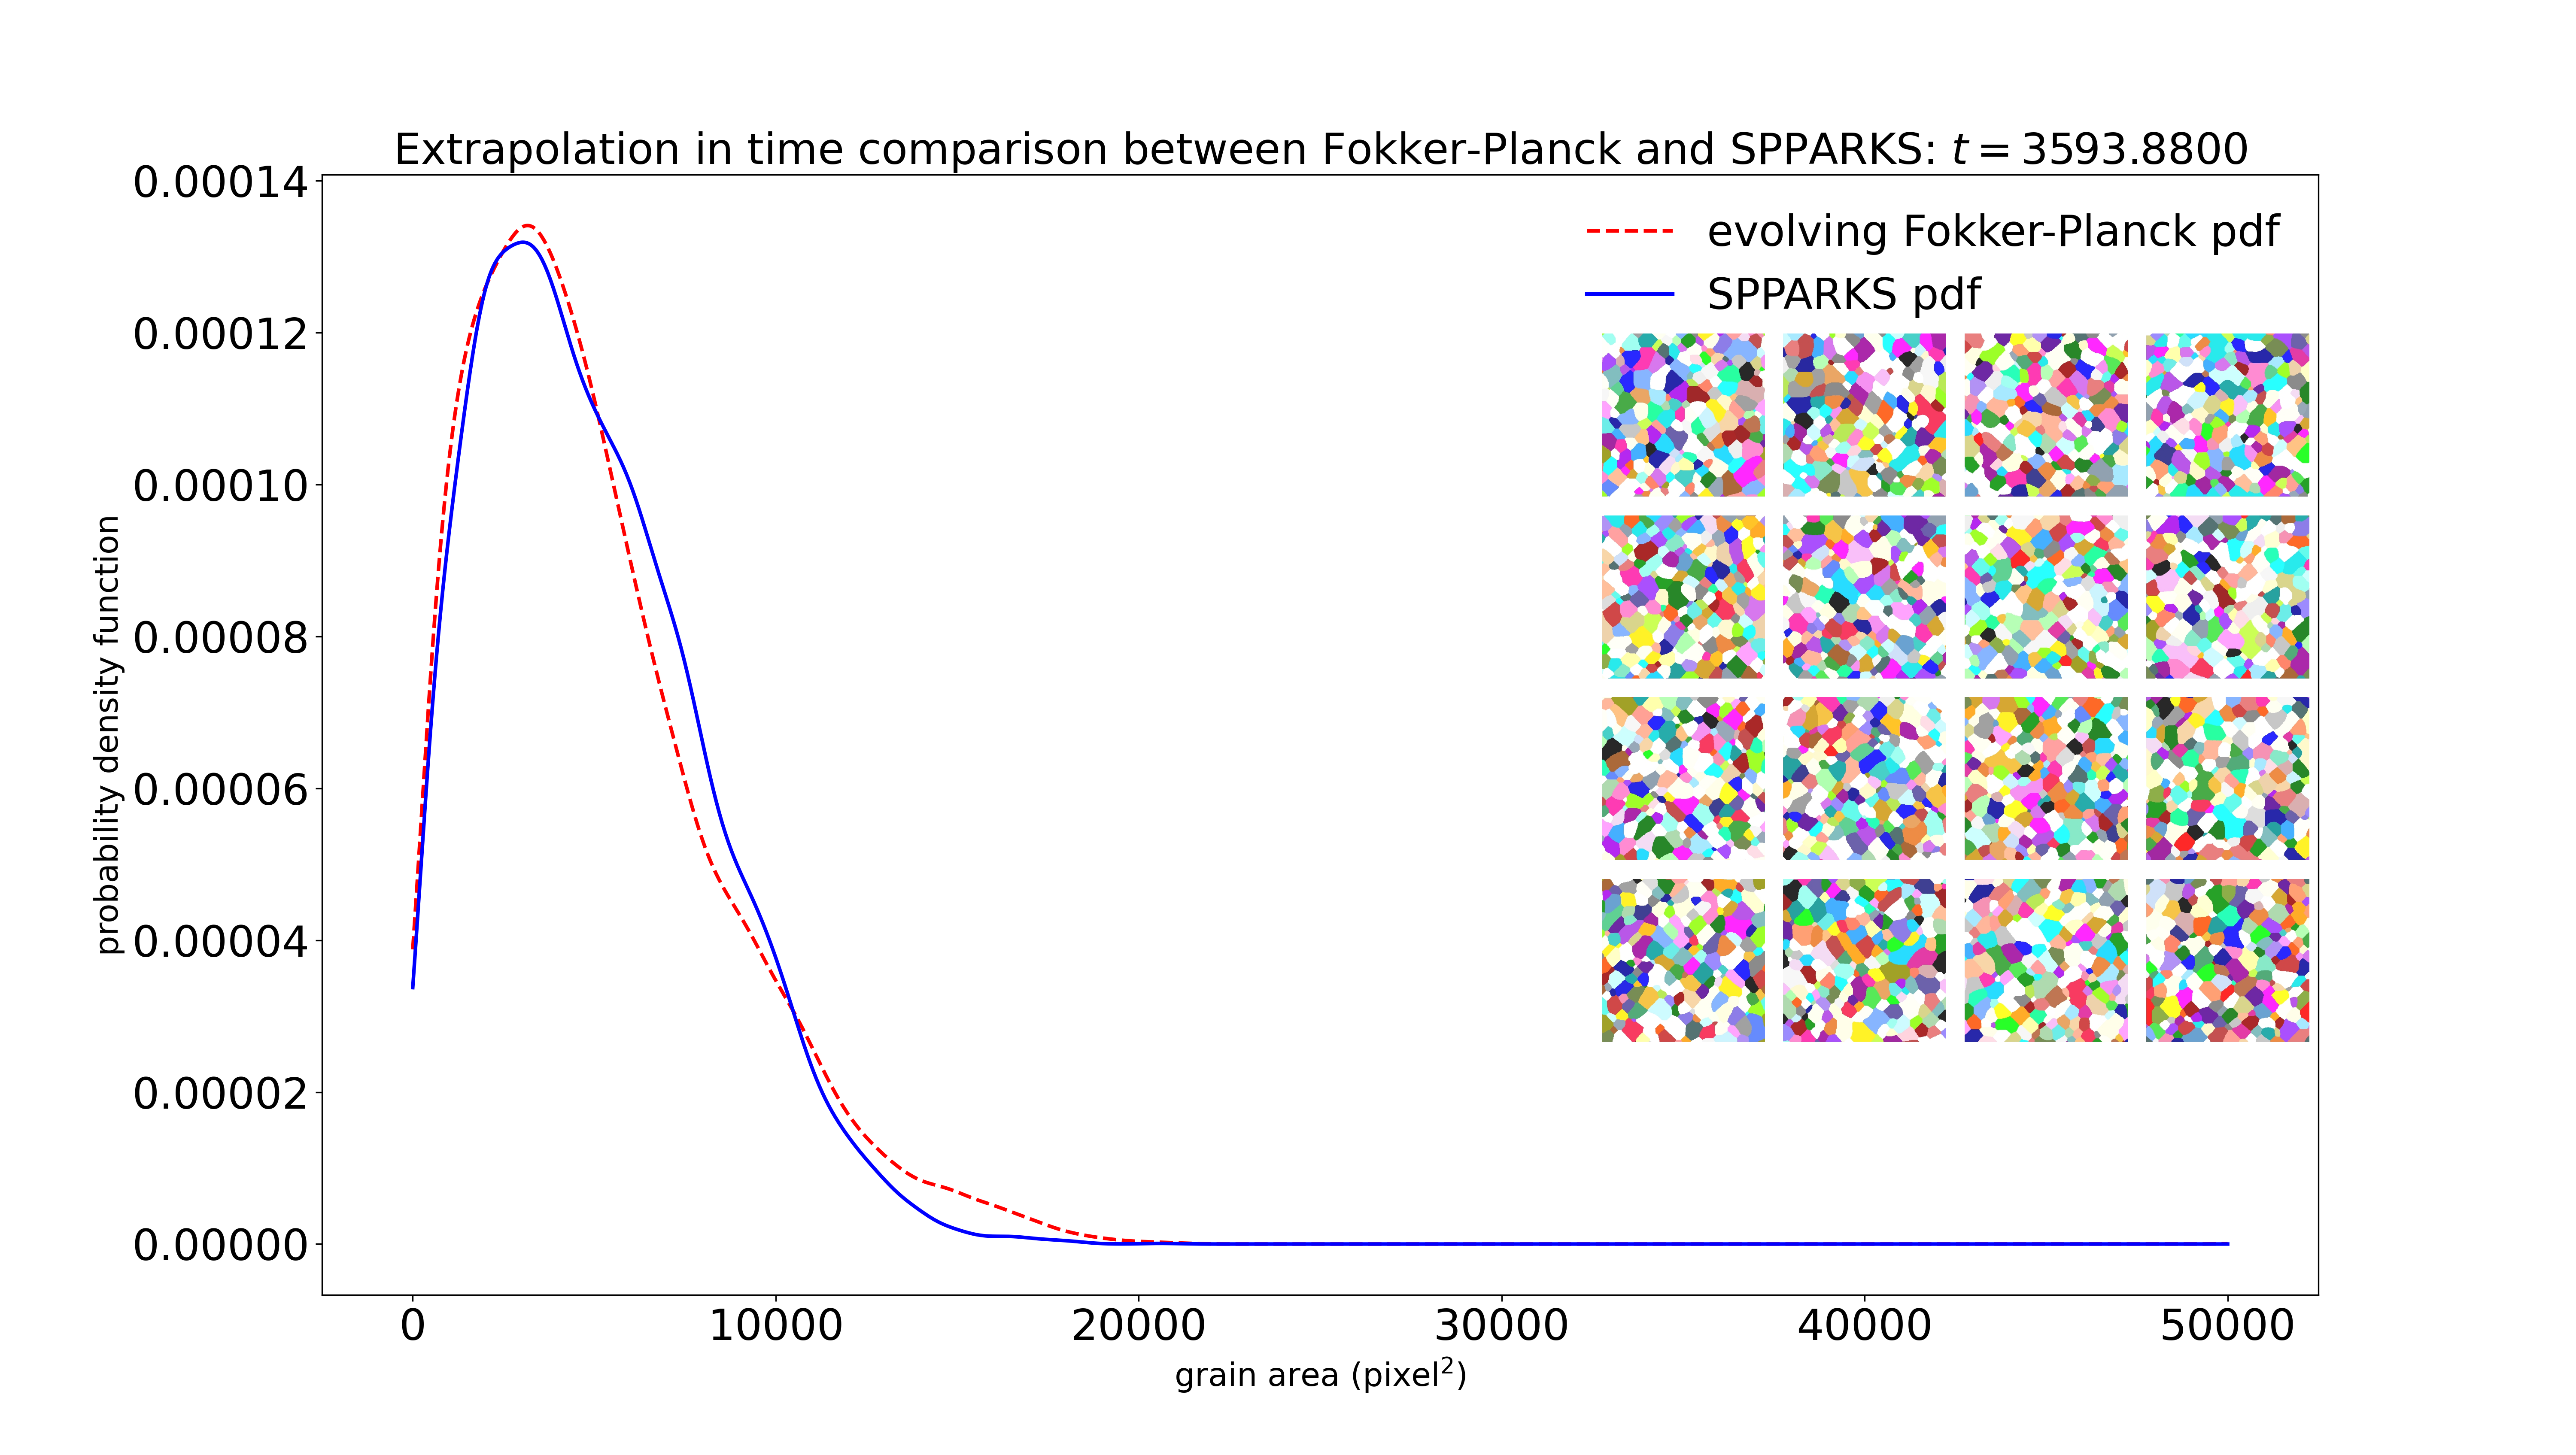 Extrapolation in time comparison between Fokker-Planck and SPPARKS: t = 3593.8800
0.00014
0.00012
0.00010
0.00008
0.00006
0.00004
0.00002
0.00000
probability density function
evolving Fokker-Planck pdf
SPPARKS pdf
0 10000 20000 30000 40000 50000
grain area (pixel²)